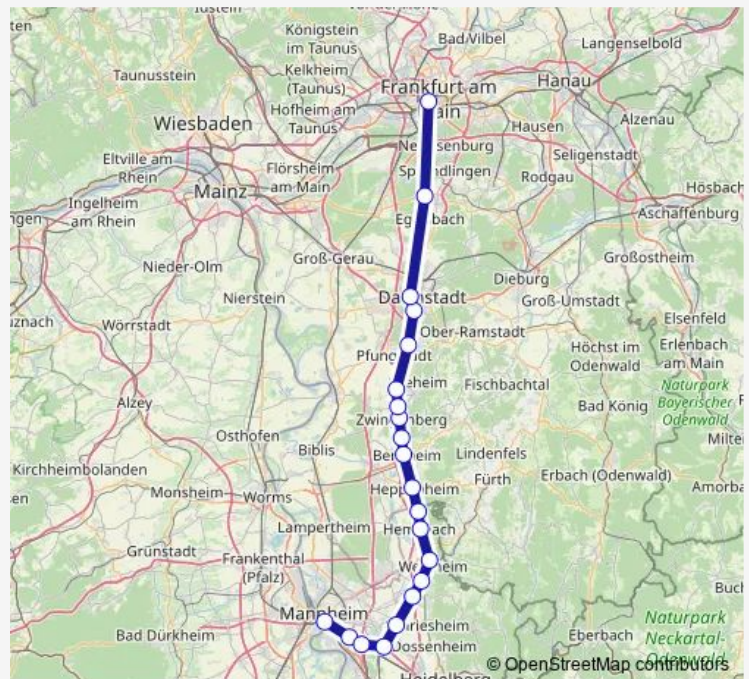 Königstein
im Taunus
Bad Vilbel
Langenselbold
Taunusstein
Kelkheim
(Taunus)
Frankfurt am
Hanau
Hofheim am
Taunus
Wiesbaden
Hausen
Alzenau
Eltville am
Rhein
Flörsheim
am Main
Seligenstadt
Mainz
Rodgau
Hösbach
Ingelheim
am Rhein
Aschaffenburg
Nieder-Olm
Groß-Gerau
Großostheim
Dieburg
Nierstein
Groß-Umstadt
Wörrstadt
Elsenfeld
Ober-Ramstadt
Höchst im
Odenwald
Erlenbach
am Main
Fischbachtal
Naturpark
Bayerischer
Odenwald
Alzey
Bad König
Osthofen
Biblis
Lindenfels
Kirchheimbolanden
Fürth
Erbach (Odenwald)
Monsheim
Worms
Lampertheim
Grünstadt
Frankenthal
(Pfalz)
Bad Dürkheim
Eberbach
Naturpark
Neckartal-
Odenwald
Dossenheim
Heidelberg
© OpenStreetMap contributors